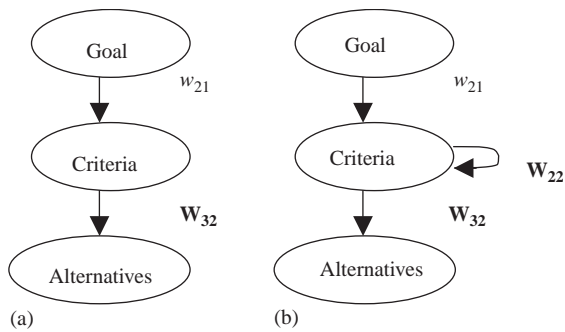 Goal
w21
Criteria
W32
Alternatives
(a)
Goal
w21
Criteria
W22
W32
Alternatives
(b)